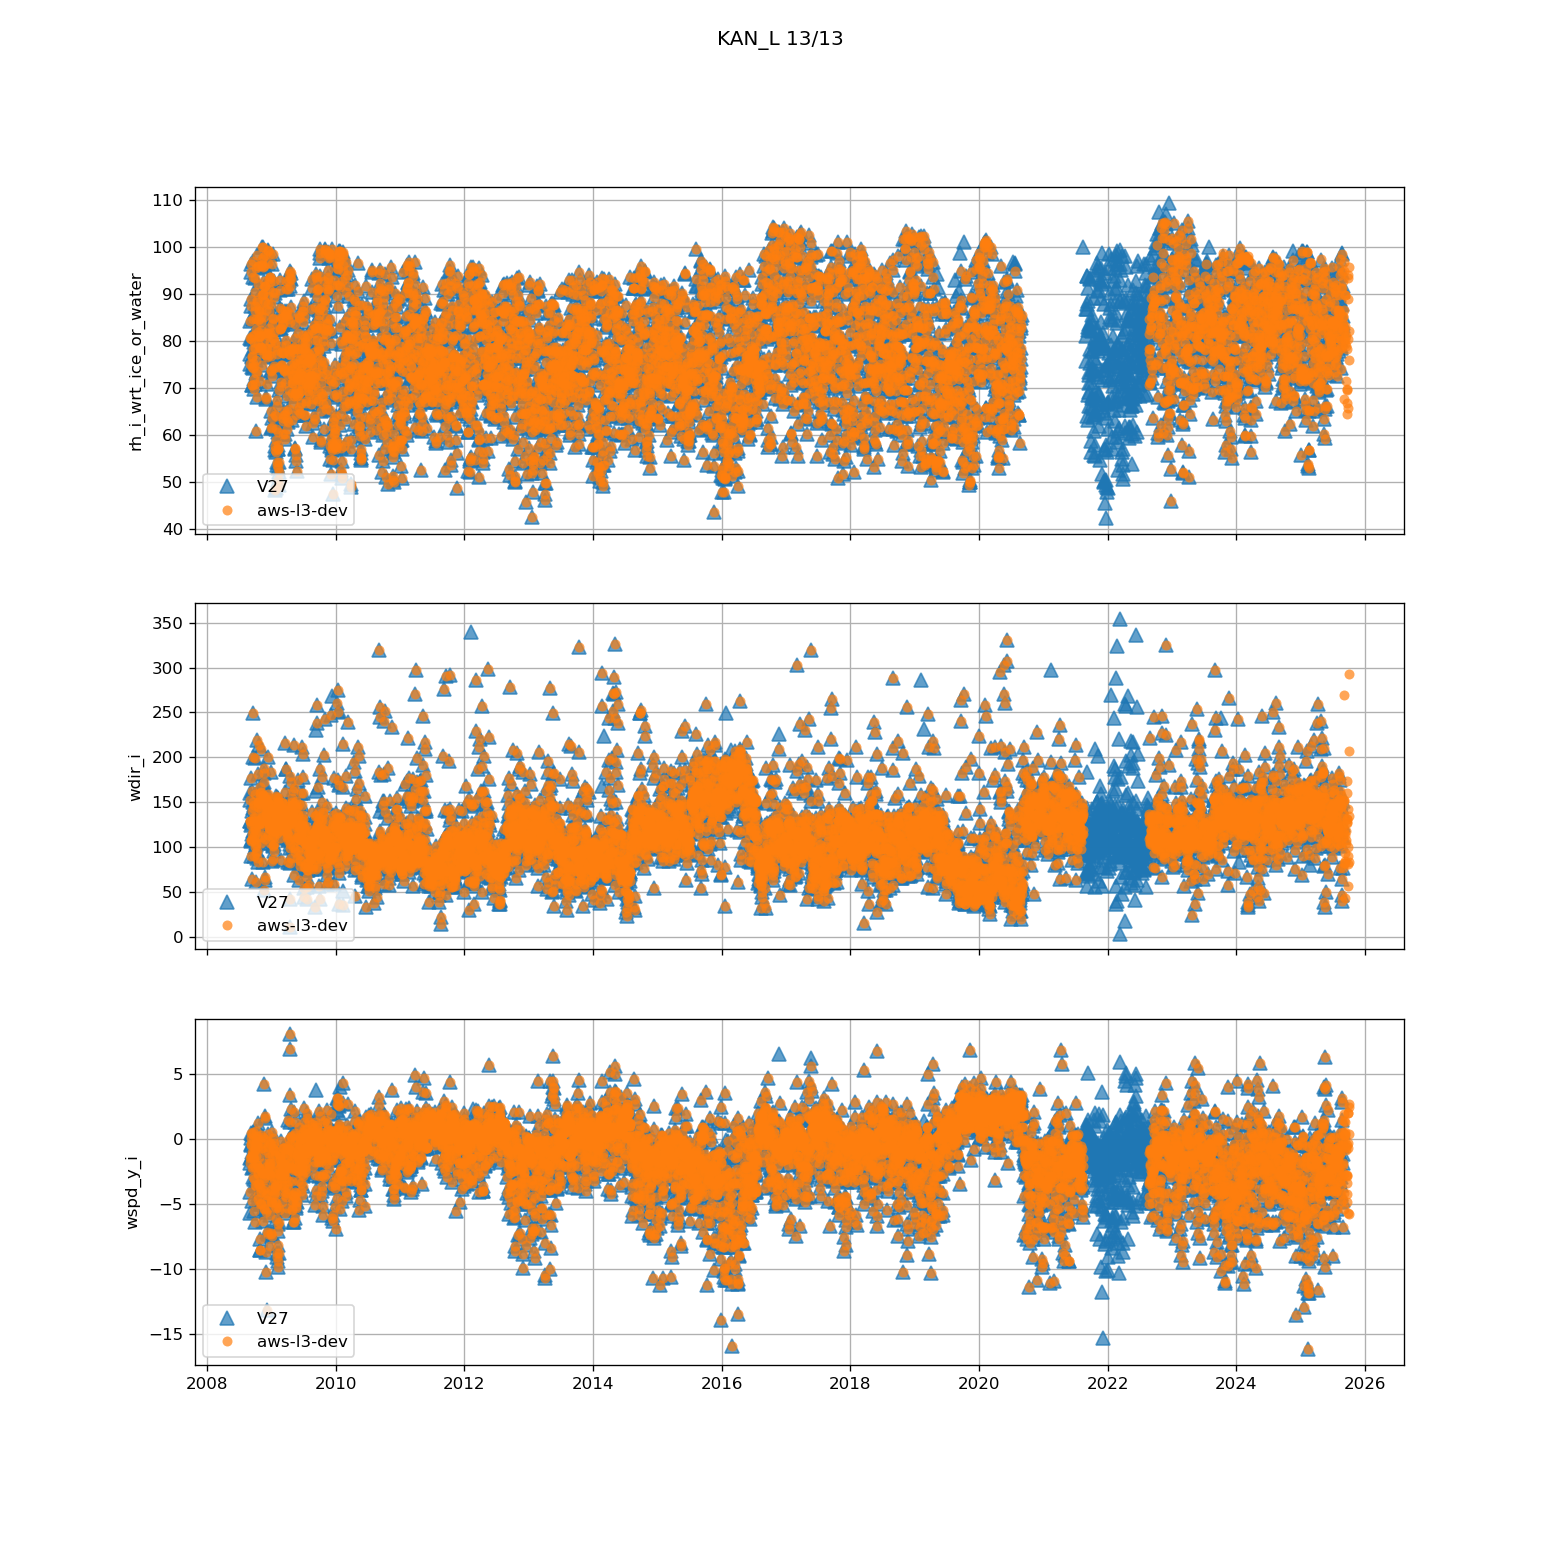 KAN_L 13/13
110
100
90
80
70
60
50
40
rh_i_wrt_ice_or_water
V27
aws-l3-dev
350
300
250
200
150
100
50
0
wdir_i
V27
aws-l3-dev
5
0
−5
−10
−15
wspd_y_i
V27
aws-l3-dev
2008 2010 2012 2014 2016 2018 2020 2022 2024 2026